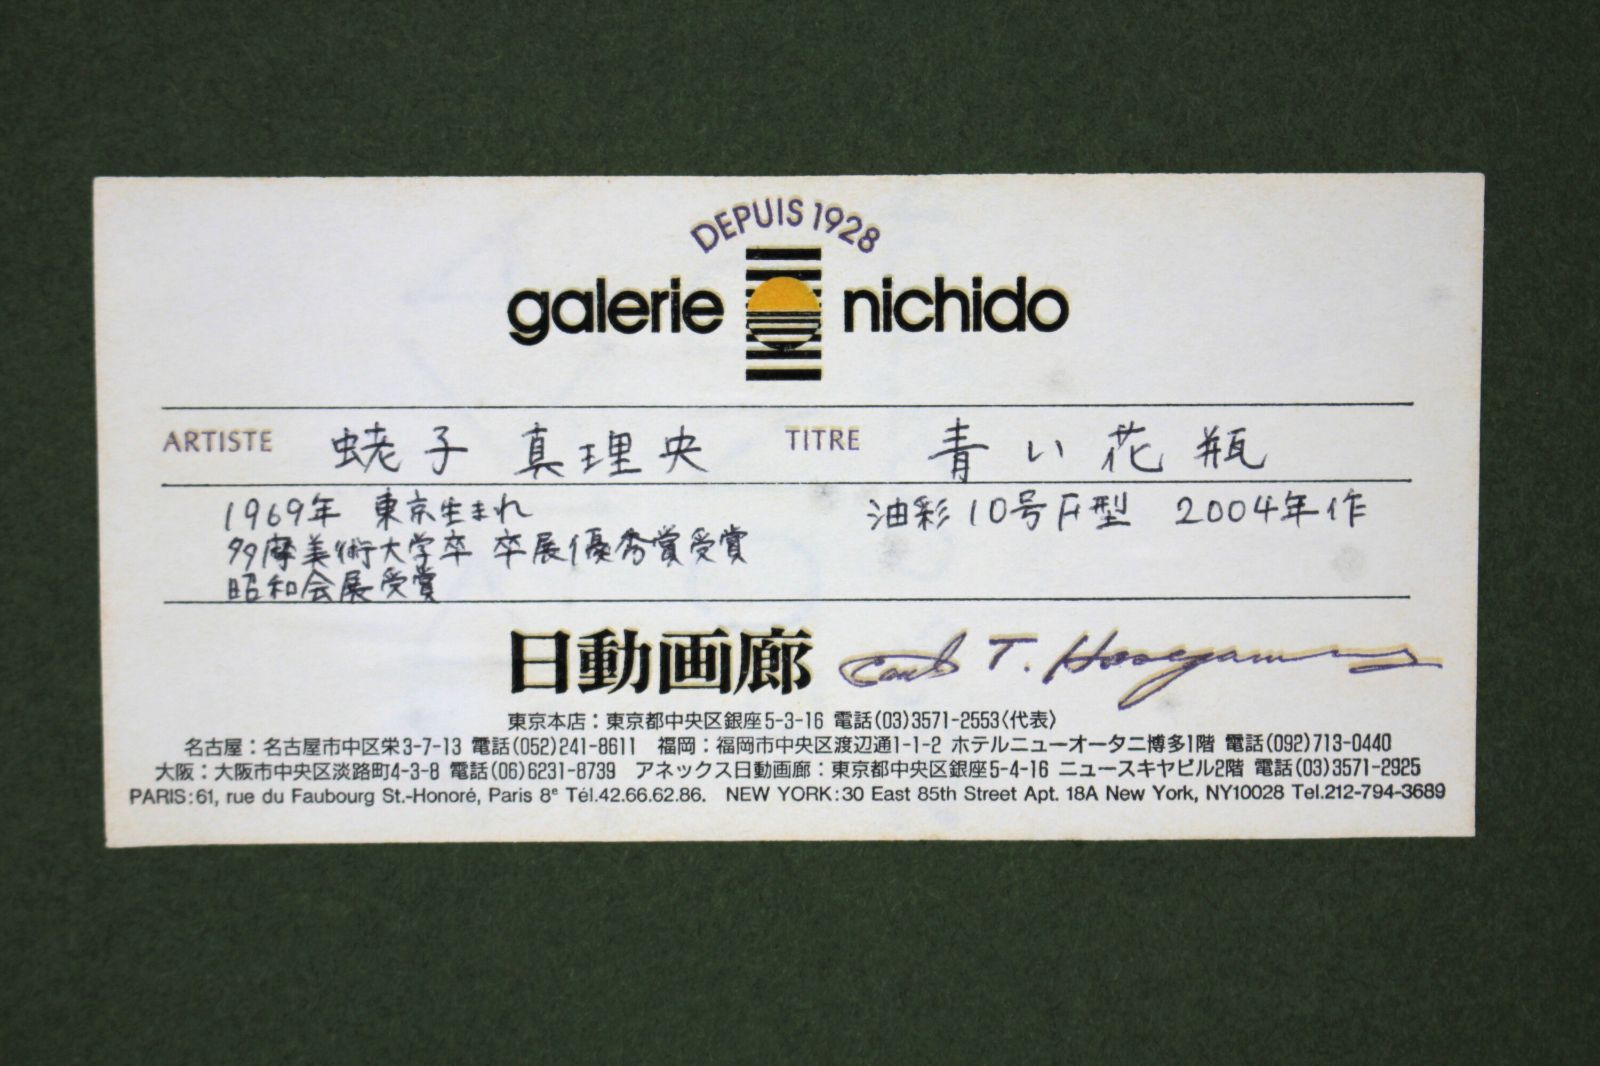 DEPUIS 1928
galerie nichido
ARTISTE 蛯子 真理央 TITRE 青い花瓶
1969年 東京生まれ 油彩10号F型 2004年作
多摩美術大学卒 卒展優秀賞受賞
昭和会展受賞
日動画廊 T. Hasegawa
東京本店：東京都中央区銀座5-3-16 電話(03)3571-2553〈代表〉
名古屋：名古屋市中区栄3-7-13 電話(052)241-8611 福岡：福岡市中央区渡辺通1-1-2 ホテルニューオータニ博多1階 電話(092)713-0440
大阪：大阪市中央区淡路町4-3-8 電話(06)6231-8739 アネックス日動画廊：東京都中央区銀座5-4-16 ニュースキヤビル2階 電話(03)3571-2925
PARIS:61, rue du Faubourg St.-Honoré, Paris 8e Tél.42.66.62.86. NEW YORK:30 East 85th Street Apt. 18A New York, NY10028 Tel.212-794-3689